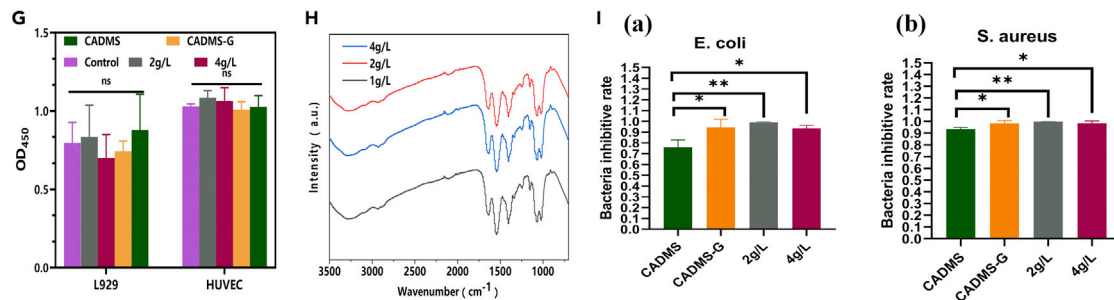 G
CADMS
CADMS-G
Control
2g/L
4g/L
ns
ns
1.5
1.0
0.5
0.0
OD450
L929
HUVEC
H
4g/L
2g/L
1g/L
Intensity (a.u.)
3500 3000 2500 2000 1500 1000
Wavenumber (cm-1)
I
(a)
E. coli
*
**
*
1.5
1.4
1.3
1.2
1.1
1.0
0.9
0.8
0.7
0.6
0.5
0.4
0.3
0.2
0.1
0.0
Bacteria inhibitive rate
CADMS
CADMS-G
2g/L
4g/L
(b)
S. aureus
*
**
*
1.5
1.4
1.3
1.2
1.1
1.0
0.9
0.8
0.7
0.6
0.5
0.4
0.3
0.2
0.1
0.0
Bacteria inhibitive rate
CADMS
CADMS-G
2g/L
4g/L